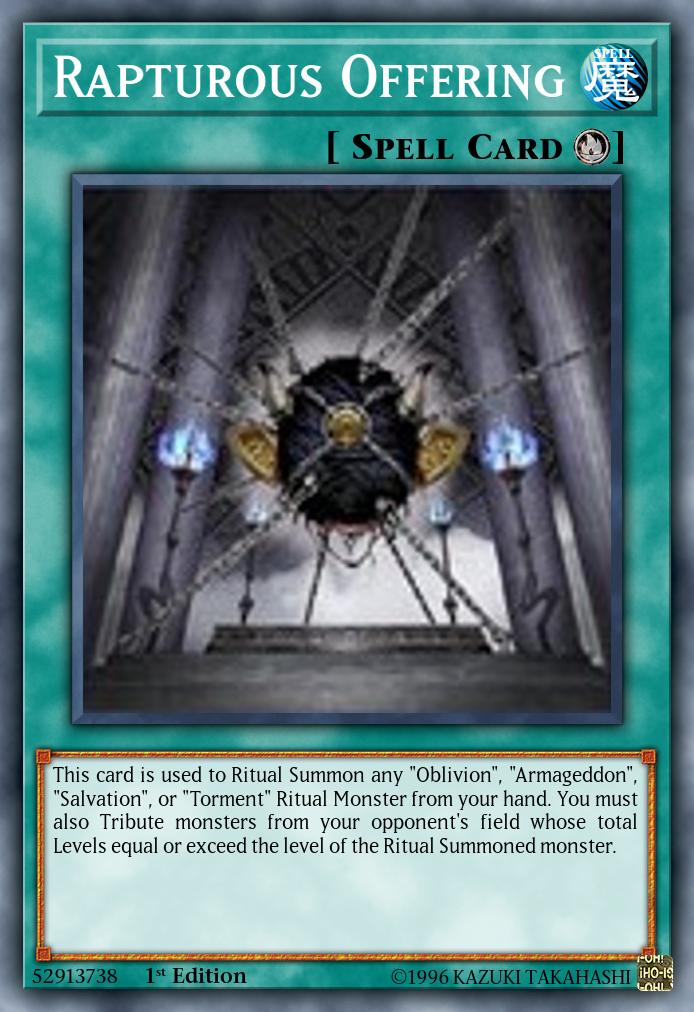 Rapturous Offering
SPELL
魔
[ Spell Card ]
This card is used to Ritual Summon any "Oblivion", "Armageddon",
"Salvation", or "Torment" Ritual Monster from your hand. You must
also Tribute monsters from your opponent's field whose total
Levels equal or exceed the level of the Ritual Summoned monster.
52913738 1st Edition ©1996 KAZUKI TAKAHASHI